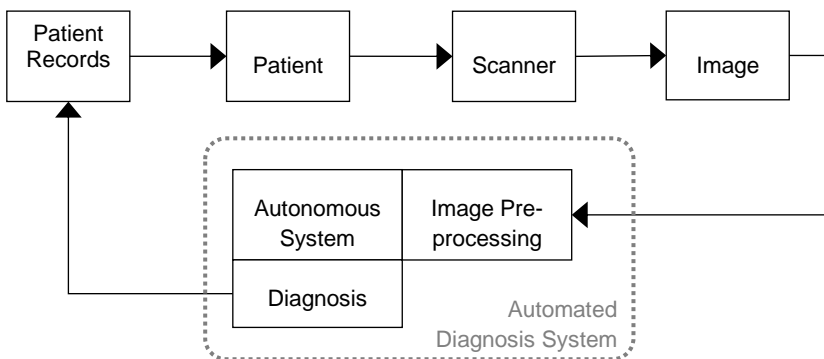 Patient
Records
Patient
Scanner
Image
Autonomous
System
Image Pre-
processing
Diagnosis
Automated
Diagnosis System